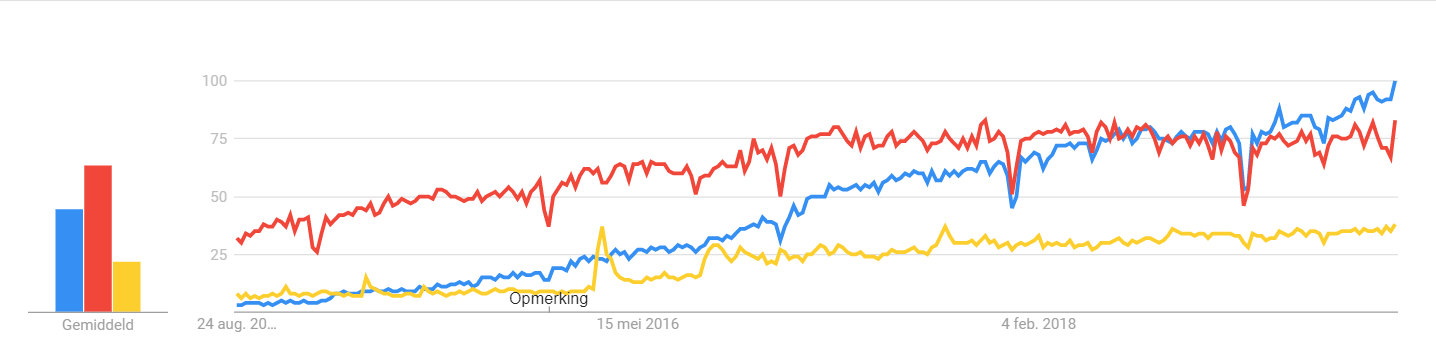 100
75
50
25
Opmerking
Gemiddeld
24 aug. 20...
15 mei 2016
4 feb. 2018